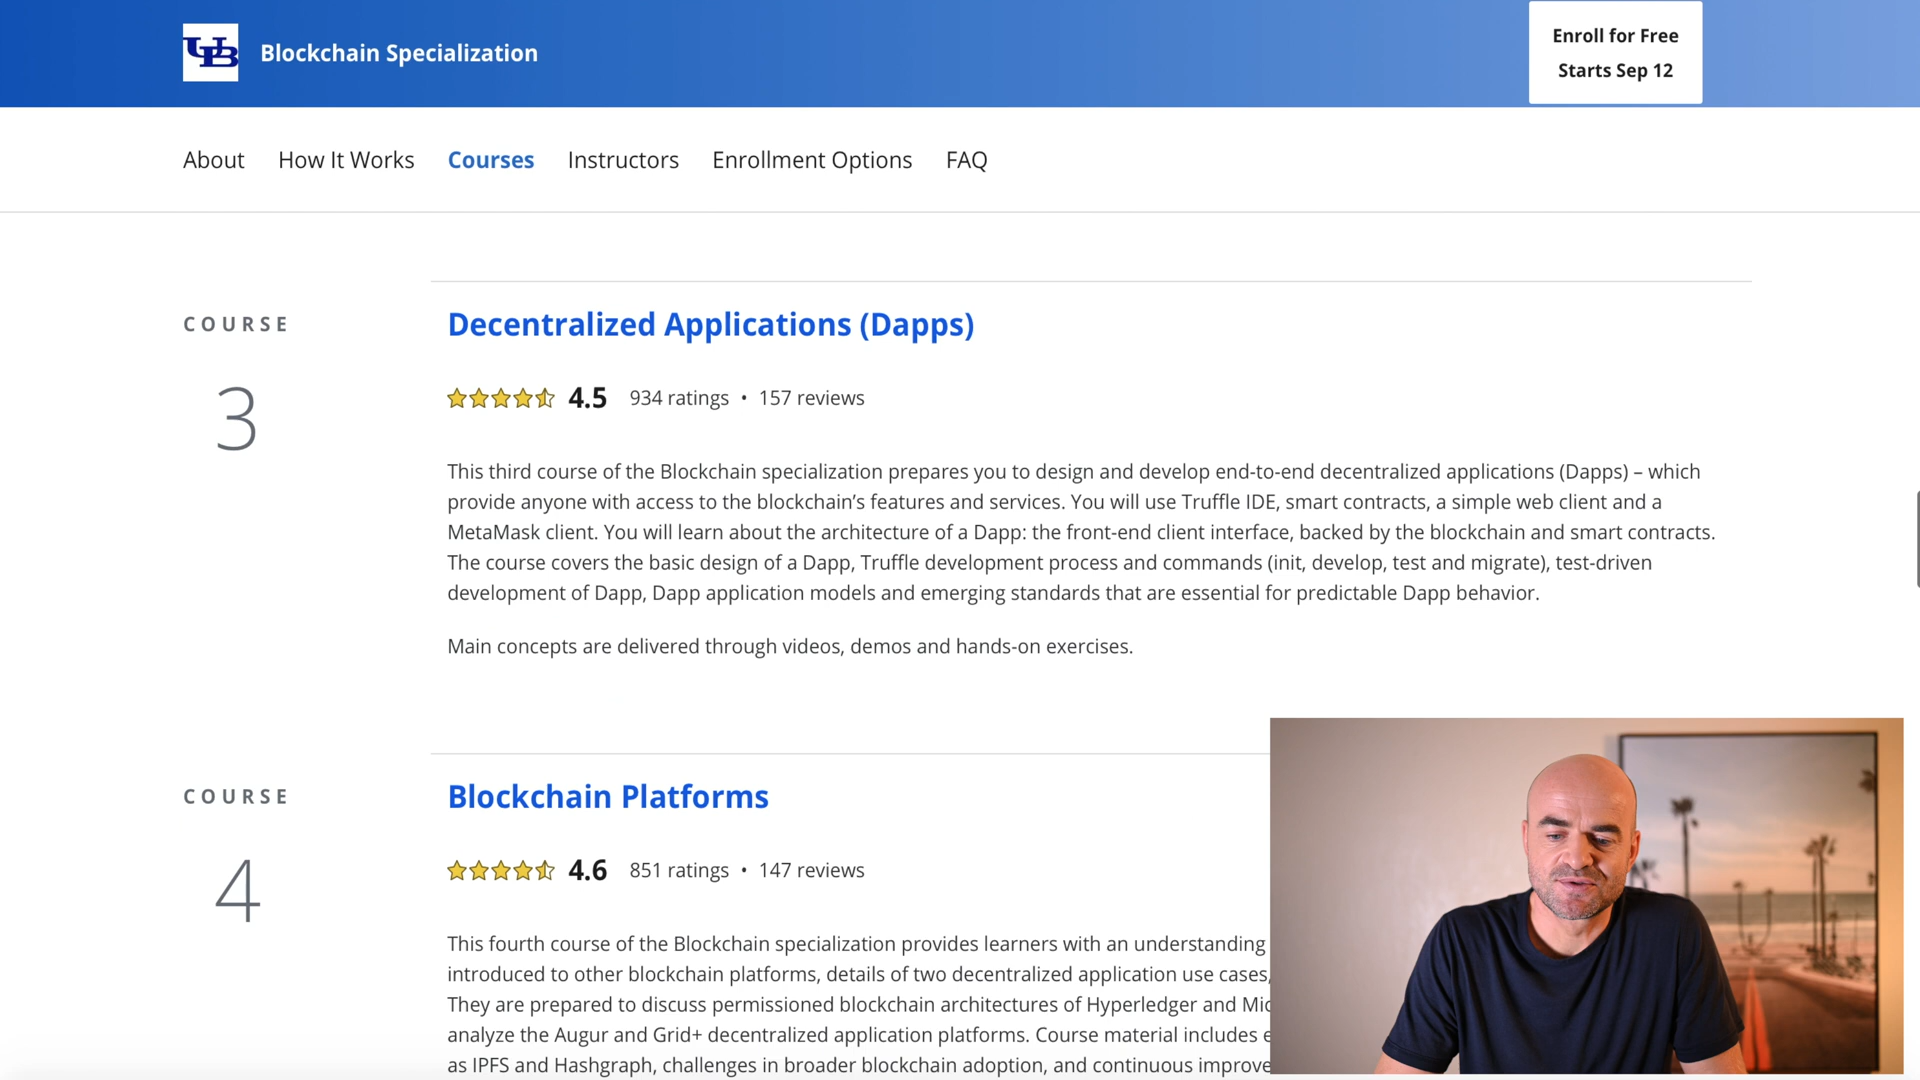 UB
Blockchain Specialization
Enroll for Free
Starts Sep 12
About
How It Works
Courses
Instructors
Enrollment Options
FAQ
COURSE
3
Decentralized Applications (Dapps)
4.5 934 ratings • 157 reviews
This third course of the Blockchain specialization prepares you to design and develop end-to-end decentralized applications (Dapps) – which
provide anyone with access to the blockchain’s features and services. You will use Truffle IDE, smart contracts, a simple web client and a
MetaMask client. You will learn about the architecture of a Dapp: the front-end client interface, backed by the blockchain and smart contracts.
The course covers the basic design of a Dapp, Truffle development process and commands (init, develop, test and migrate), test-driven
development of Dapp, Dapp application models and emerging standards that are essential for predictable Dapp behavior.
Main concepts are delivered through videos, demos and hands-on exercises.
COURSE
4
Blockchain Platforms
4.6 851 ratings • 147 reviews
This fourth course of the Blockchain specialization provides learners with an understanding
introduced to other blockchain platforms, details of two decentralized application use cases,
They are prepared to discuss permissioned blockchain architectures of Hyperledger and
analyze the Augur and Grid+ decentralized application platforms. Course material includes
as IPFS and Hashgraph, challenges in broader blockchain adoption, and continuous